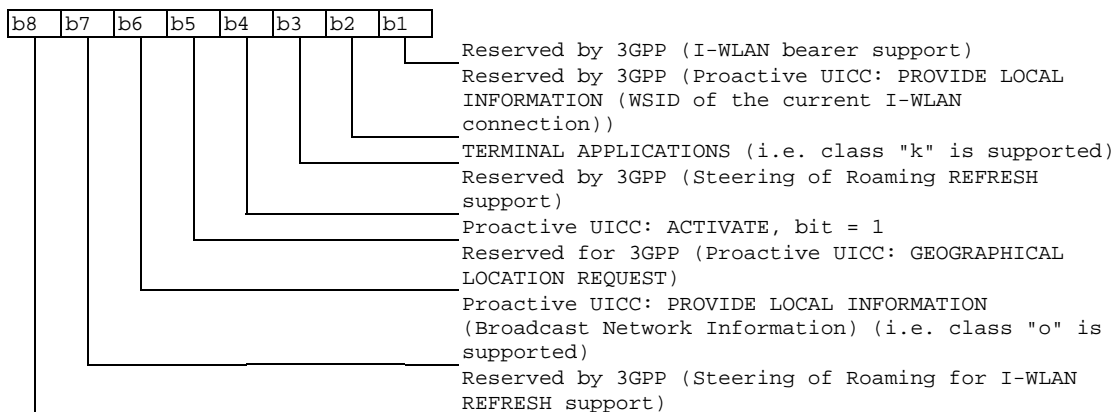 b8 b7 b6 b5 b4 b3 b2 b1
Reserved by 3GPP (I-WLAN bearer support)
Reserved by 3GPP (Proactive UICC: PROVIDE LOCAL
INFORMATION (WSID of the current I-WLAN
connection))
TERMINAL APPLICATIONS (i.e. class "k" is supported)
Reserved by 3GPP (Steering of Roaming REFRESH
support)
Proactive UICC: ACTIVATE, bit = 1
Reserved for 3GPP (Proactive UICC: GEOGRAPHICAL
LOCATION REQUEST)
Proactive UICC: PROVIDE LOCAL INFORMATION
(Broadcast Network Information) (i.e. class "o" is
supported)
Reserved by 3GPP (Steering of Roaming for I-WLAN
REFRESH support)